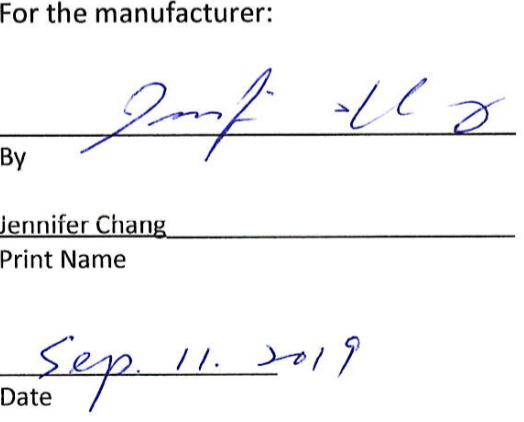 For the manufacturer:
By
Jennifer Chang
Print Name
Sep. 11. 2019
Date